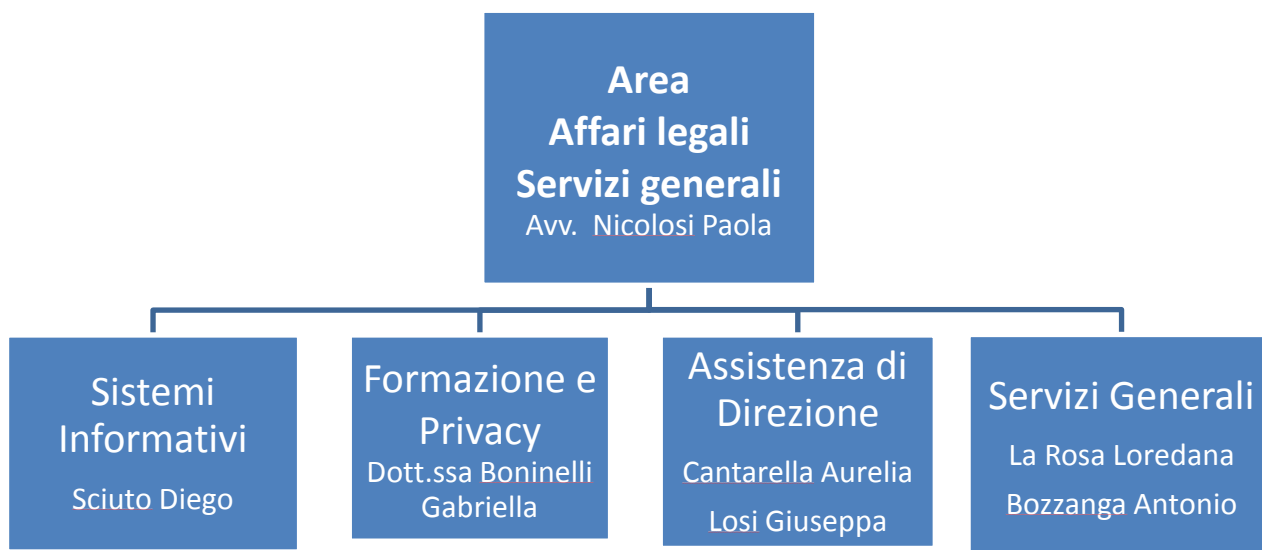 Area
Affari legali
Servizi generali
Avv. Nicolosi Paola
Sistemi
Informativi
Sciuto Diego
Formazione e
Privacy
Dott.ssa Boninelli
Gabriella
Assistenza di
Direzione
Cantarella Aurelia
Losi Giuseppa
Servizi Generali
La Rosa Loredana
Bozzanga Antonio